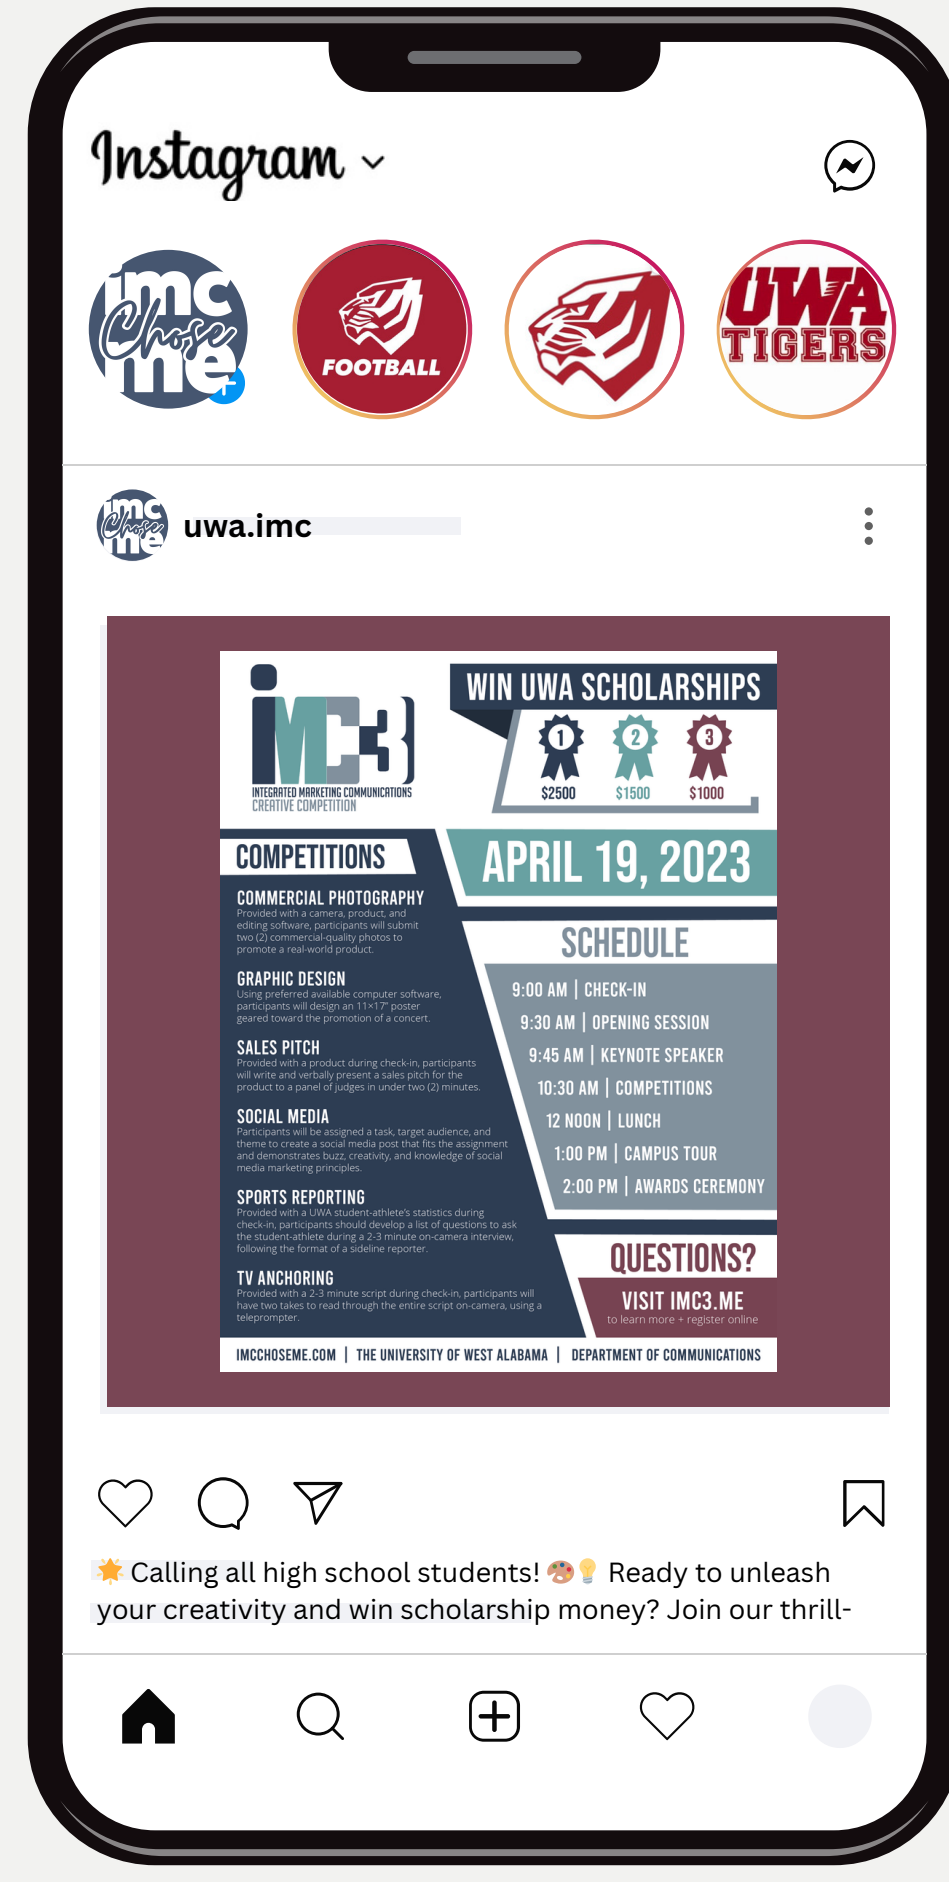 Instagram
imc
Chose
me
FOOTBALL
UWA
TIGERS
imc
Chose
me
uwa.imc
iMC3
INTEGRATED MARKETING COMMUNICATIONS
CREATIVE COMPETITION
WIN UWA SCHOLARSHIPS
1 2 3
$2500 $1500 $1000
APRIL 19, 2023
COMPETITIONS
COMMERCIAL PHOTOGRAPHY
Provided with a camera, product, and
editing software, participants will submit
two (2) commercial-quality photos to
promote a real-world product.
GRAPHIC DESIGN
Using preferred available computer software,
participants will design an 11×17" poster
geared toward the promotion of a concert.
SALES PITCH
Provided with a product during check-in, participants
will write and verbally present a sales pitch for the
product to a panel of judges in under two (2) minutes.
SOCIAL MEDIA
Participants will be assigned a task, target audience, and
theme to create a social media post that fits the assignment
and demonstrates buzz, creativity, and knowledge of social
media marketing principles.
SPORTS REPORTING
Provided with a UWA student-athlete's statistics during
check-in, participants should develop a list of questions to ask
the student-athlete during a 2-3 minute on-camera interview,
following the format of a sideline reporter.
TV ANCHORING
Provided with a 2-3 minute script during check-in, participants will
have two takes to read through the entire script on-camera, using a
teleprompter.
SCHEDULE
9:00 AM | CHECK-IN
9:30 AM | OPENING SESSION
9:45 AM | KEYNOTE SPEAKER
10:30 AM | COMPETITIONS
12 NOON | LUNCH
1:00 PM | CAMPUS TOUR
2:00 PM | AWARDS CEREMONY
QUESTIONS?
VISIT IMC3.ME
to learn more + register online
IMCCHOSEME.COM | THE UNIVERSITY OF WEST ALABAMA | DEPARTMENT OF COMMUNICATIONS
🌟 Calling all high school students! 🎨💡 Ready to unleash
your creativity and win scholarship money? Join our thrill-